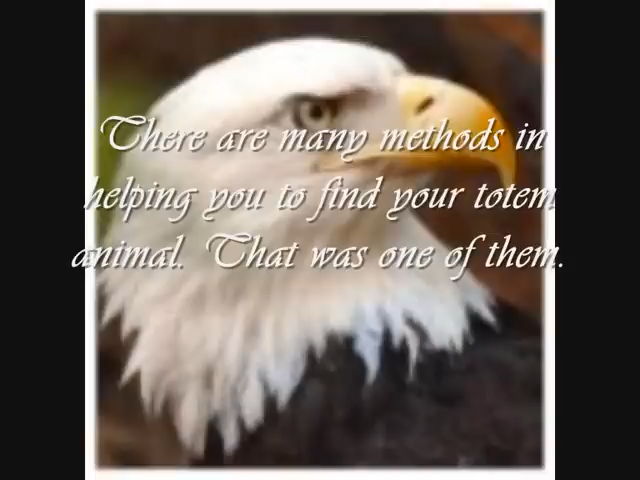 There are many methods in
helping you to find your totem
animal. That was one of them.